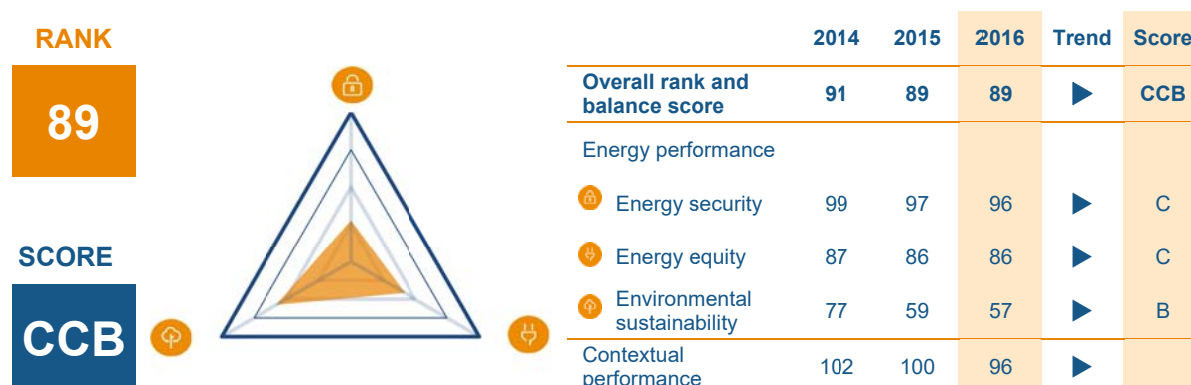 RANK
89
SCORE
CCB
2014 2015 2016 Trend Score
Overall rank and
balance score 91 89 89 CCB
Energy performance
Energy security 99 97 96 C
Energy equity 87 86 86 C
Environmental
sustainability 77 59 57 B
Contextual
performance 102 100 96